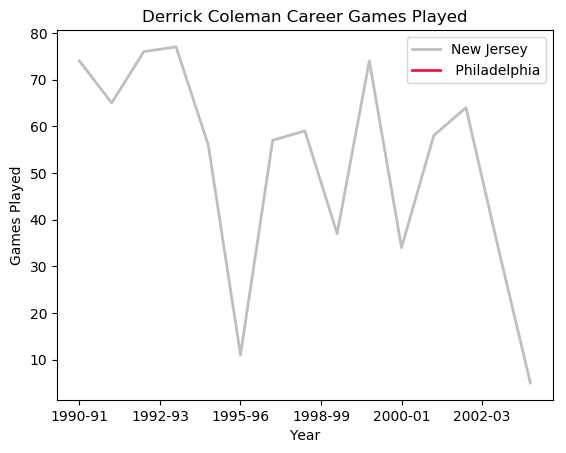 Derrick Coleman Career Games Played
New Jersey
Philadelphia
80
70
60
50
40
30
20
10
Games Played
1990-91 1992-93 1995-96 1998-99 2000-01 2002-03
Year